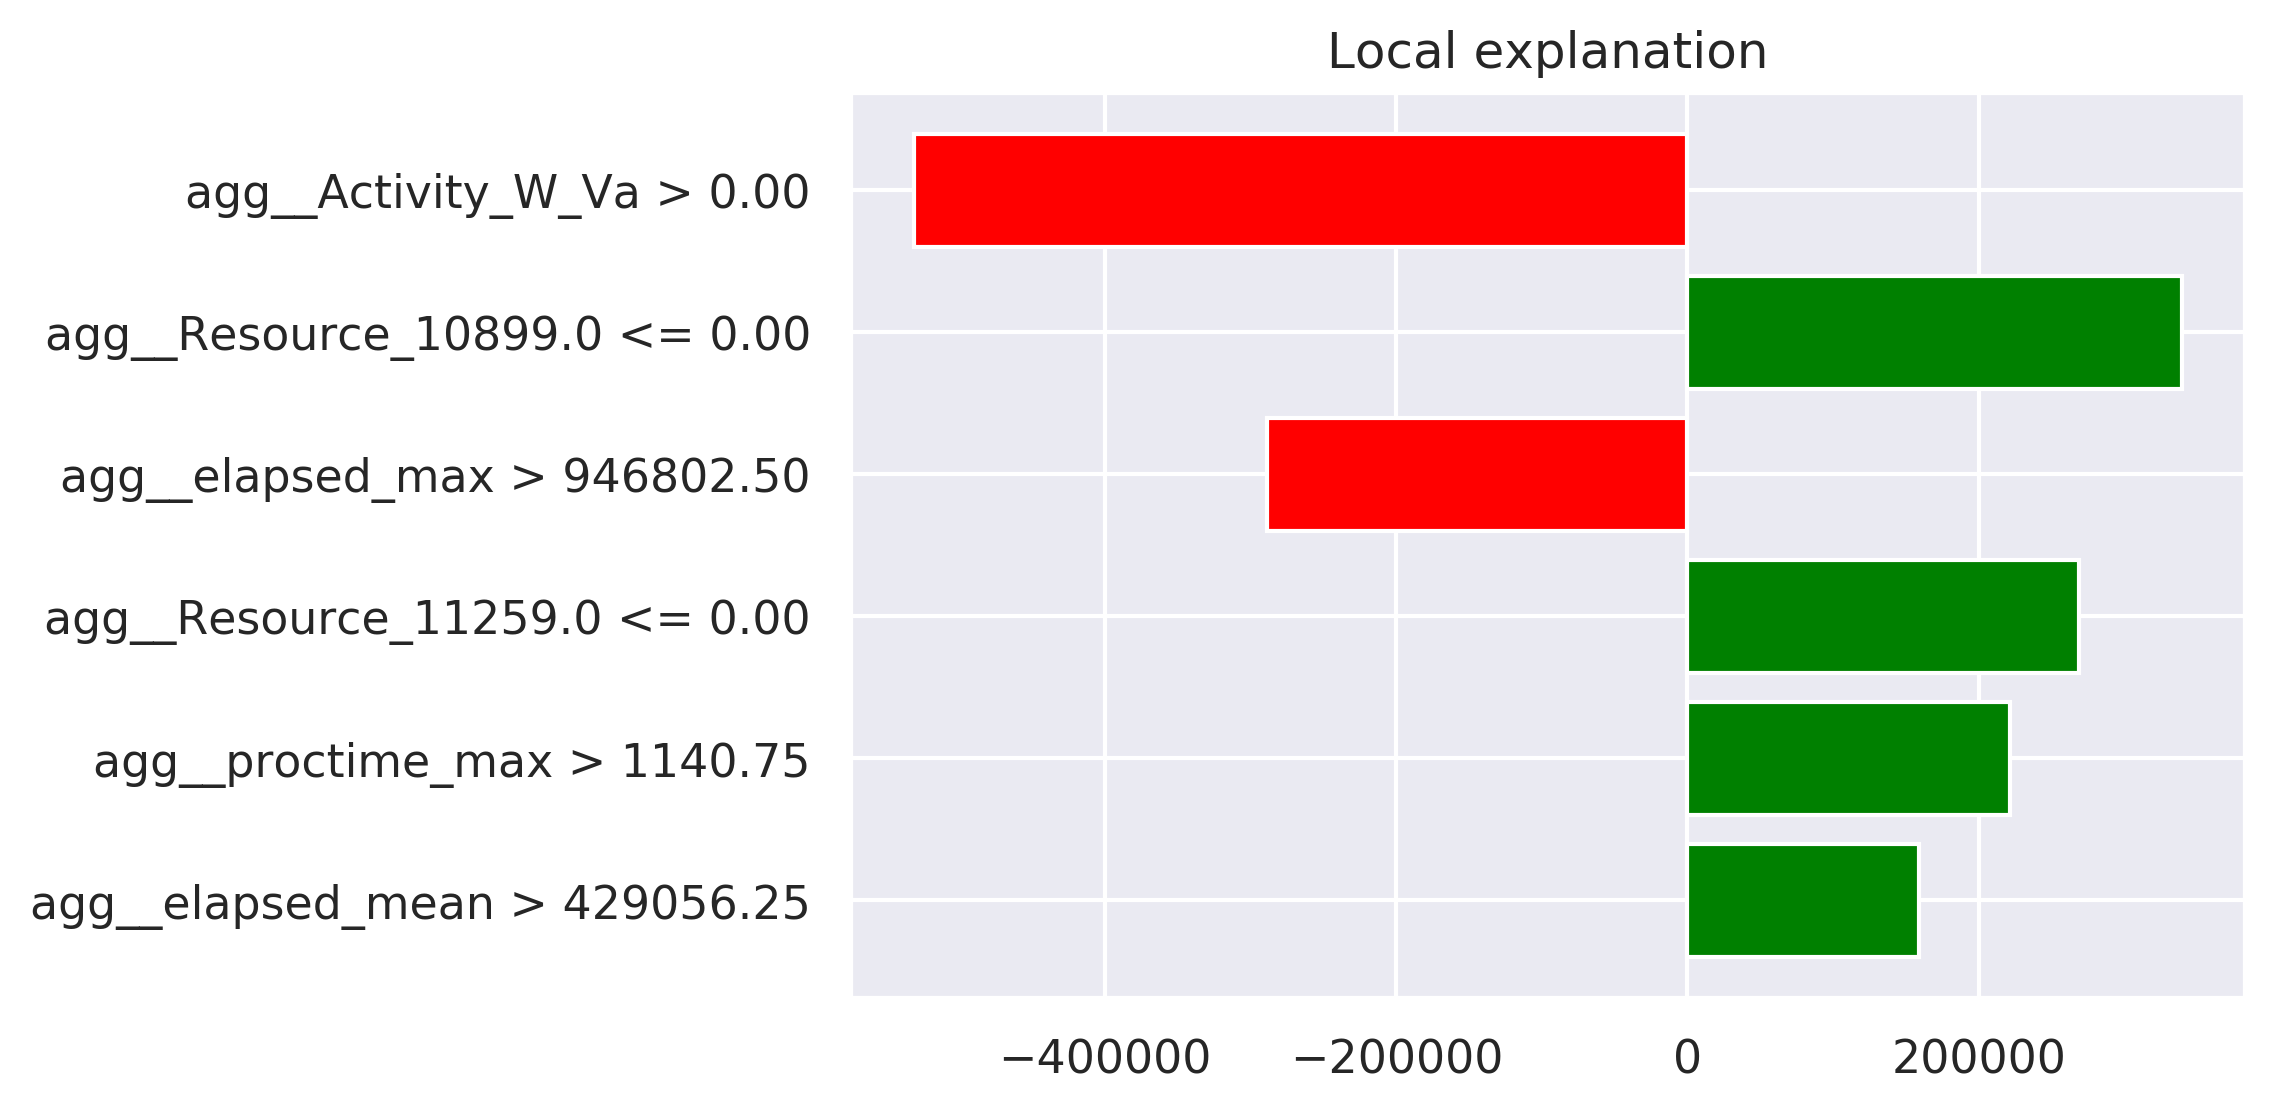 Local explanation
agg__Activity_W_Va > 0.00
agg__Resource_10899.0 <= 0.00
agg__elapsed_max > 946802.50
agg__Resource_11259.0 <= 0.00
agg__proctime_max > 1140.75
agg__elapsed_mean > 429056.25
−400000 −200000 0 200000